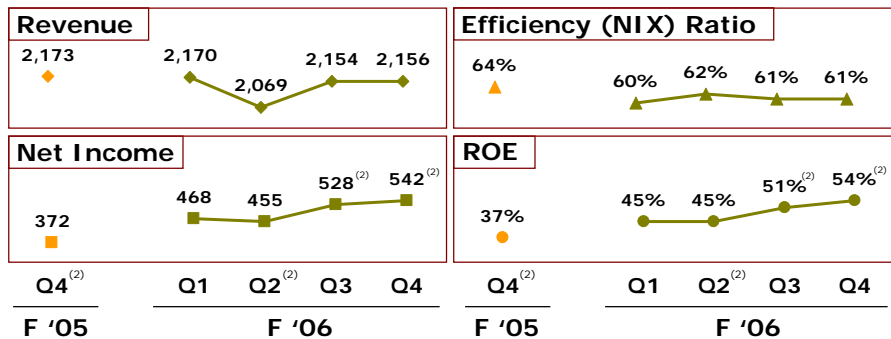 Revenue
2,173
2,170
2,069
2,154
2,156
Efficiency (NIX) Ratio
64%
60%
62%
61%
61%
Net Income
372
468
455
528 (2)
542 (2)
ROE
37%
45%
45%
51% (2)
54% (2)
Q4 (2) Q1 Q2 (2) Q3 Q4
F '05 F '06
Q4 (2) Q1 Q2 (2) Q3 Q4
F '05 F '06